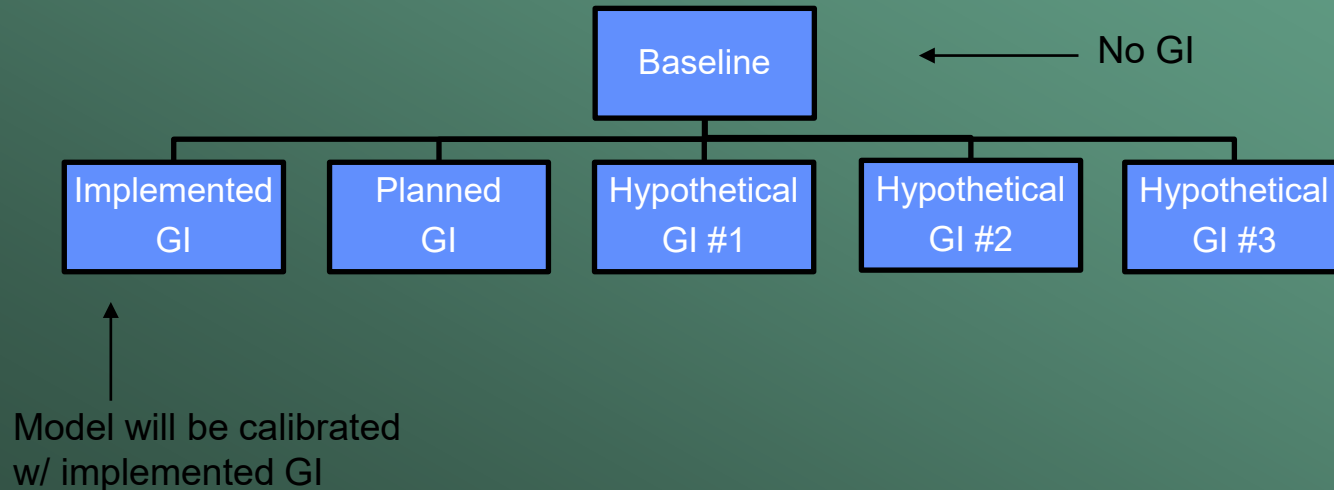 Baseline
No GI
Implemented
GI
Planned
GI
Hypothetical
GI #1
Hypothetical
GI #2
Hypothetical
GI #3
Model will be calibrated
w/ implemented GI